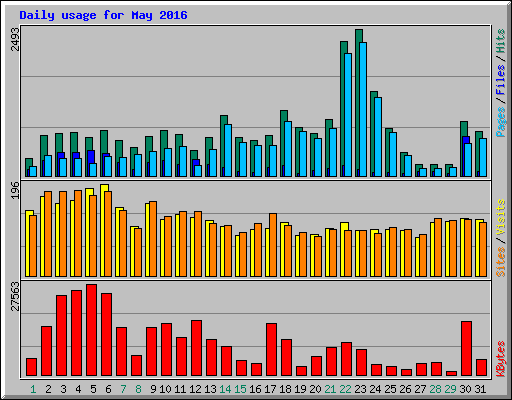 Daily usage for May 2016
2493
Pages / Files / Hits
196
Sites / Visits
27563
KBytes
1 2 3 4 5 6 7 8 9 10 11 12 13 14 15 16 17 18 19 20 21 22 23 24 25 26 27 28 29 30 31